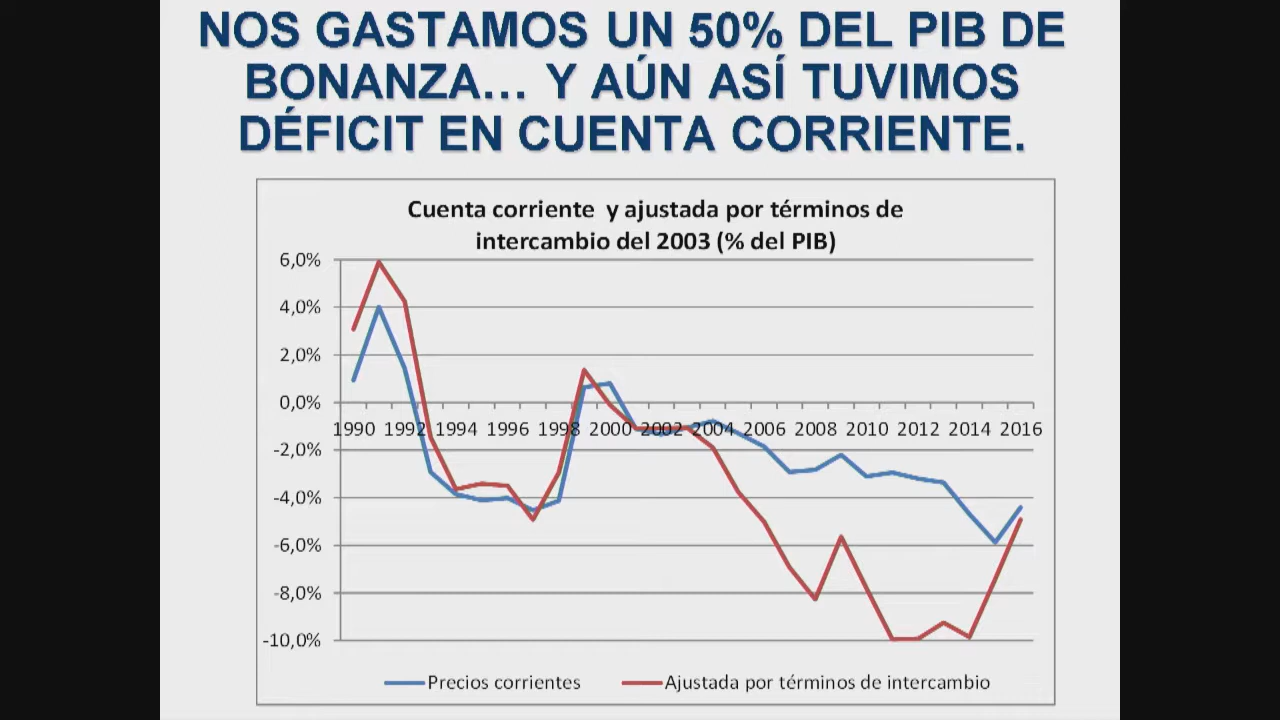 NOS GASTAMOS UN 50% DEL PIB DE
BONANZA... Y AÚN ASÍ TUVIMOS
DÉFICIT EN CUENTA CORRIENTE.
Cuenta corriente y ajustada por términos de
intercambio del 2003 (% del PIB)
6,0%
4,0%
2,0%
0,0%
1990 1992 1994 1996 1998 2000 2002 2004 2006 2008 2010 2012 2014 2016
-2,0%
-4,0%
-6,0%
-8,0%
-10,0%
Precios corrientes Ajustada por términos de intercambio